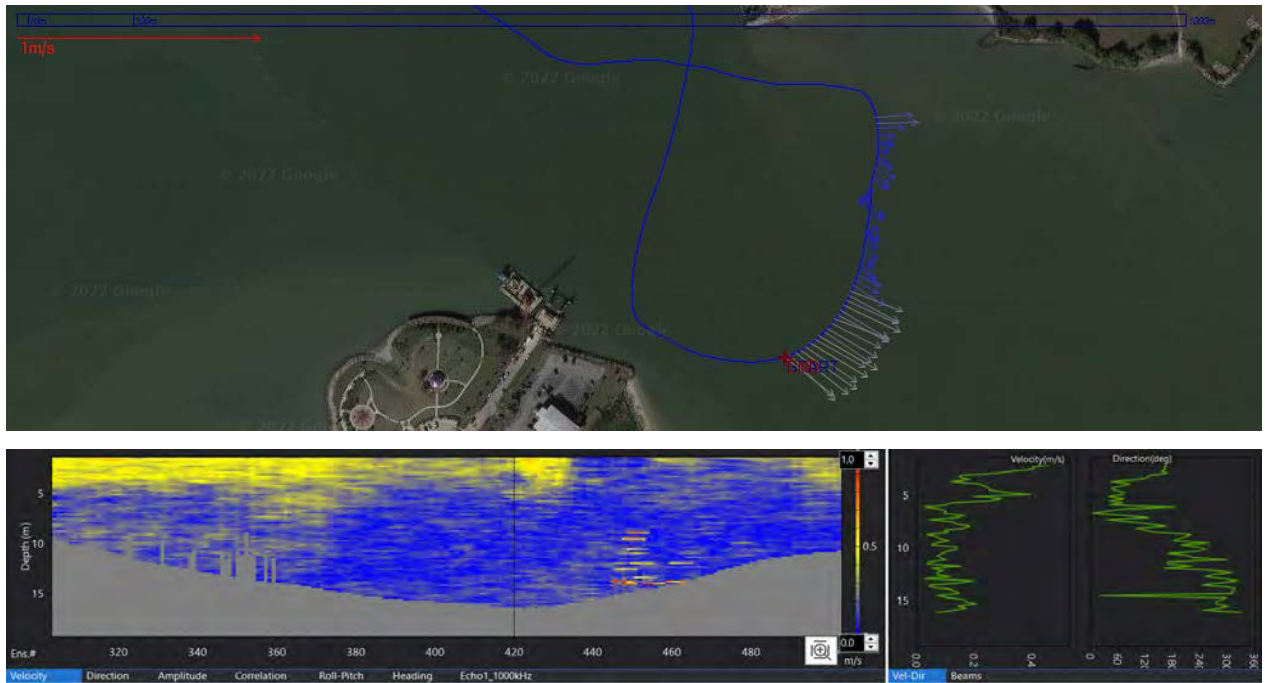 100m
1000m
1m/s
© 2022 Google
© 2022 Google
© 2022 Google
© 2022 Google
© 2022 Google
START
Velocity(m/s)
Direction(deg)
1.0
0.5
0.0
m/s
Depth (m)
5
10
15
Ens.#
320
340
360
380
400
420
440
460
480
5
10
15
0.0
0.2
0.4
0
60
120
180
240
300
360
Velocity
Direction
Amplitude
Correlation
Roll-Pitch
Heading
Echo1_1000kHz
Vel-Dir
Beams